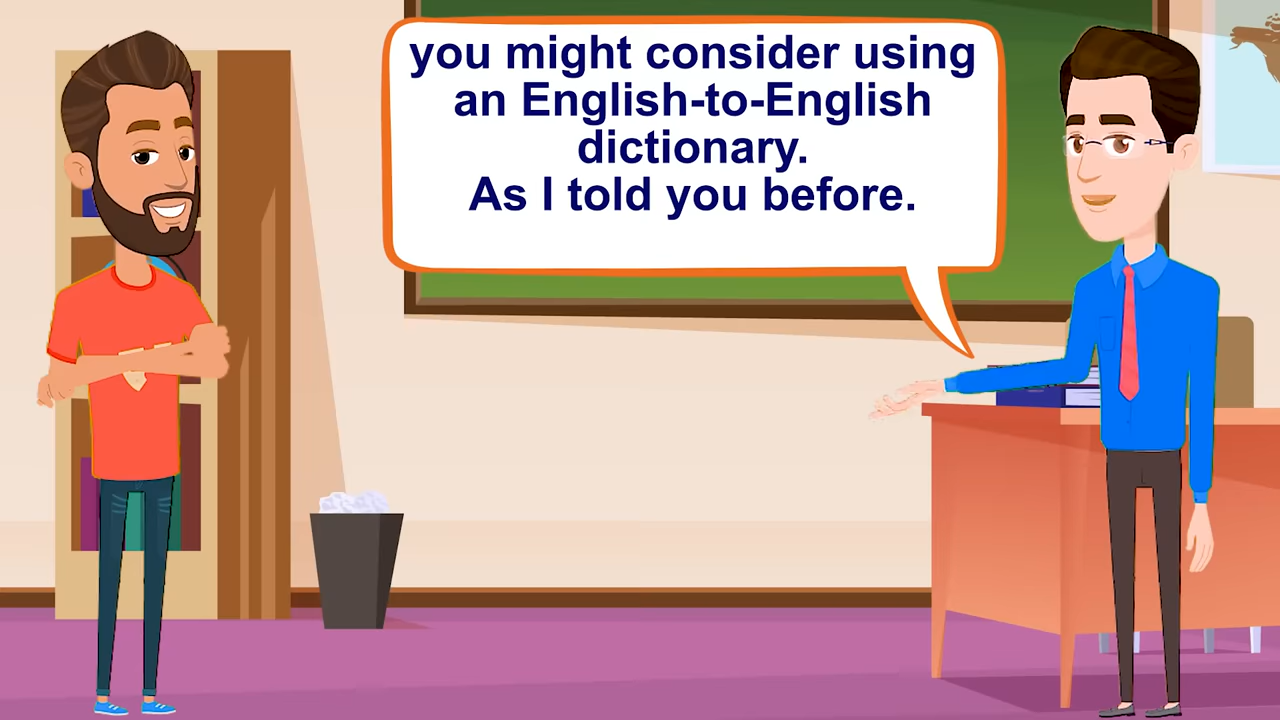 you might consider using
an English-to-English
dictionary.
As I told you before.